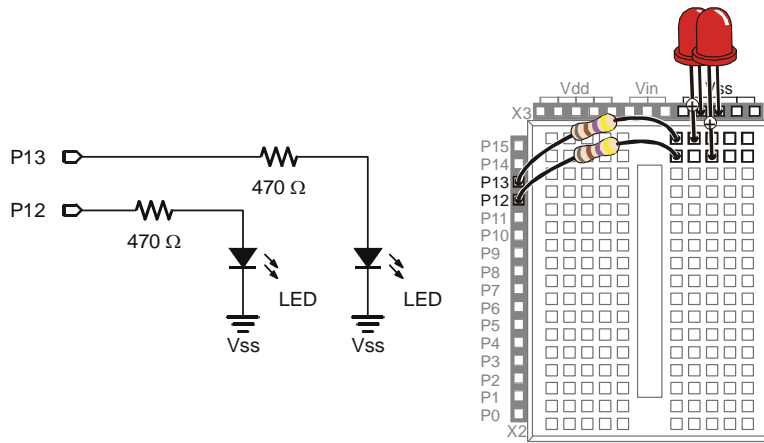 P13
P12
470 Ω
470 Ω
LED
LED
Vss
Vss
Vdd
Vin
Vss
X3
P15
P14
P13
P12
P11
P10
P9
P8
P7
P6
P5
P4
P3
P2
P1
P0
X2